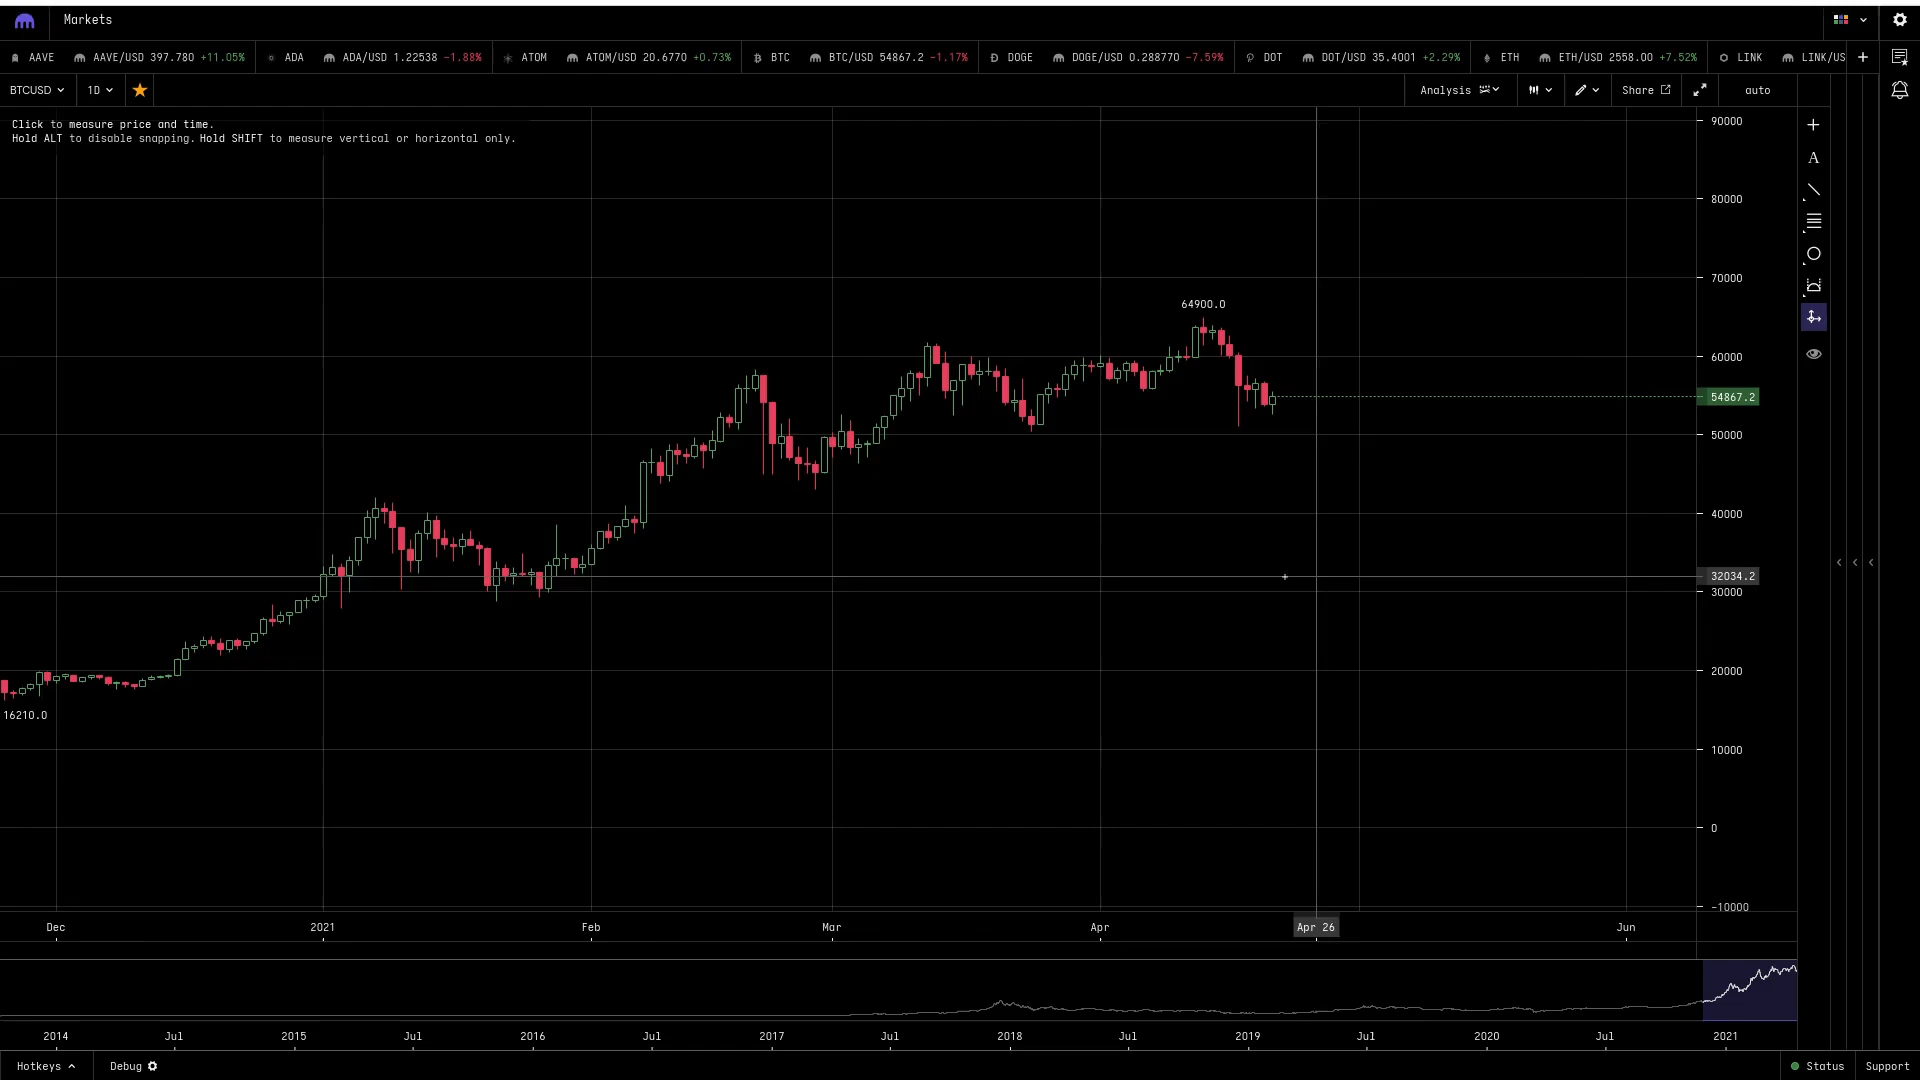 Markets
AAVE AAVE/USD 397.780 +11.05% ADA ADA/USD 1.22538 -1.88% ATOM ATOM/USD 20.6770 +0.73% BTC BTC/USD 54867.2 -1.17% DOGE DOGE/USD 0.288770 -7.59% DOT DOT/USD 35.4001 +2.29% ETH ETH/USD 2558.00 +7.52% LINK LINK/US
BTCUSD 1D Analysis Share auto
Click to measure price and time.
Hold ALT to disable snapping. Hold SHIFT to measure vertical or horizontal only.
90000
80000
70000
64900.0
60000
54867.2
50000
40000
32034.2
30000
20000
16210.0
10000
0
-10000
Dec 2021 Feb Mar Apr Apr 26 Jun
2014 Jul 2015 Jul 2016 Jul 2017 Jul 2018 Jul 2019 Jul 2020 Jul 2021
Hotkeys Debug Status Support